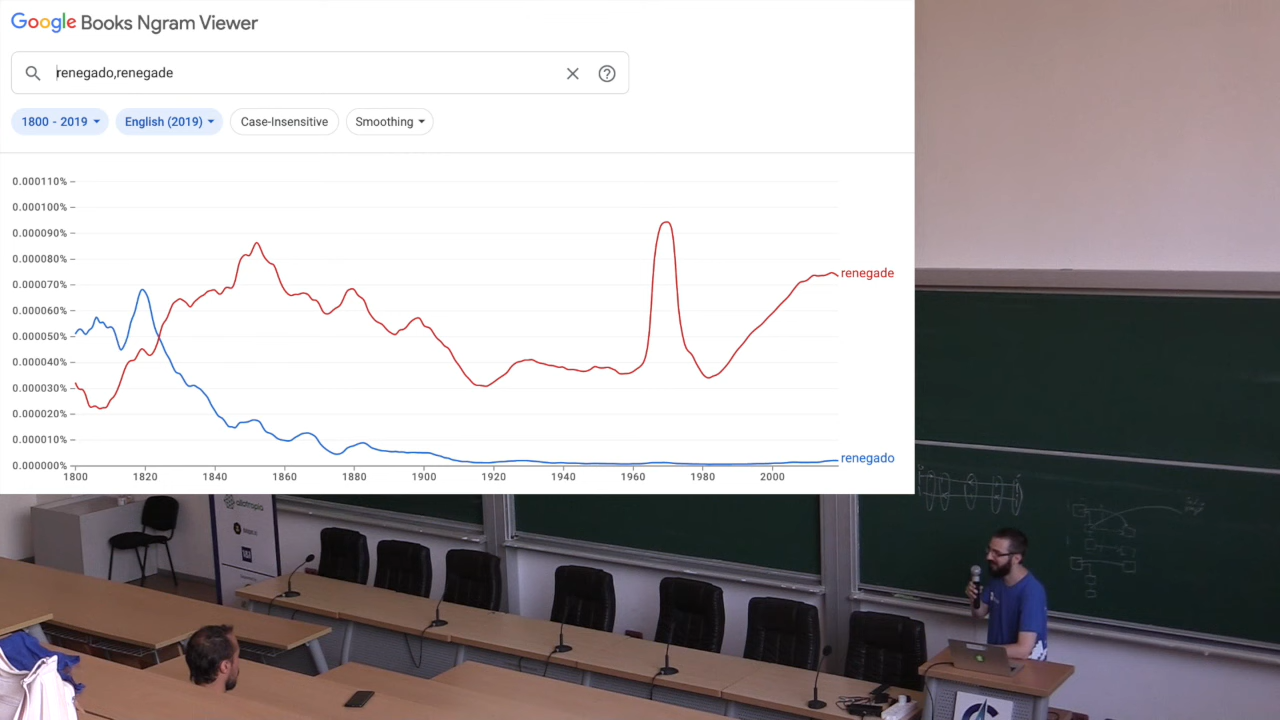 Google Books Ngram Viewer
renegado,renegade
1800 - 2019
English (2019)
Case-Insensitive
Smoothing
0.000110%
0.000100%
0.000090%
0.000080%
0.000070%
0.000060%
0.000050%
0.000040%
0.000030%
0.000020%
0.000010%
0.000000%
renegade
renegado
1800 1820 1840 1860 1880 1900 1920 1940 1960 1980 2000
allotropia